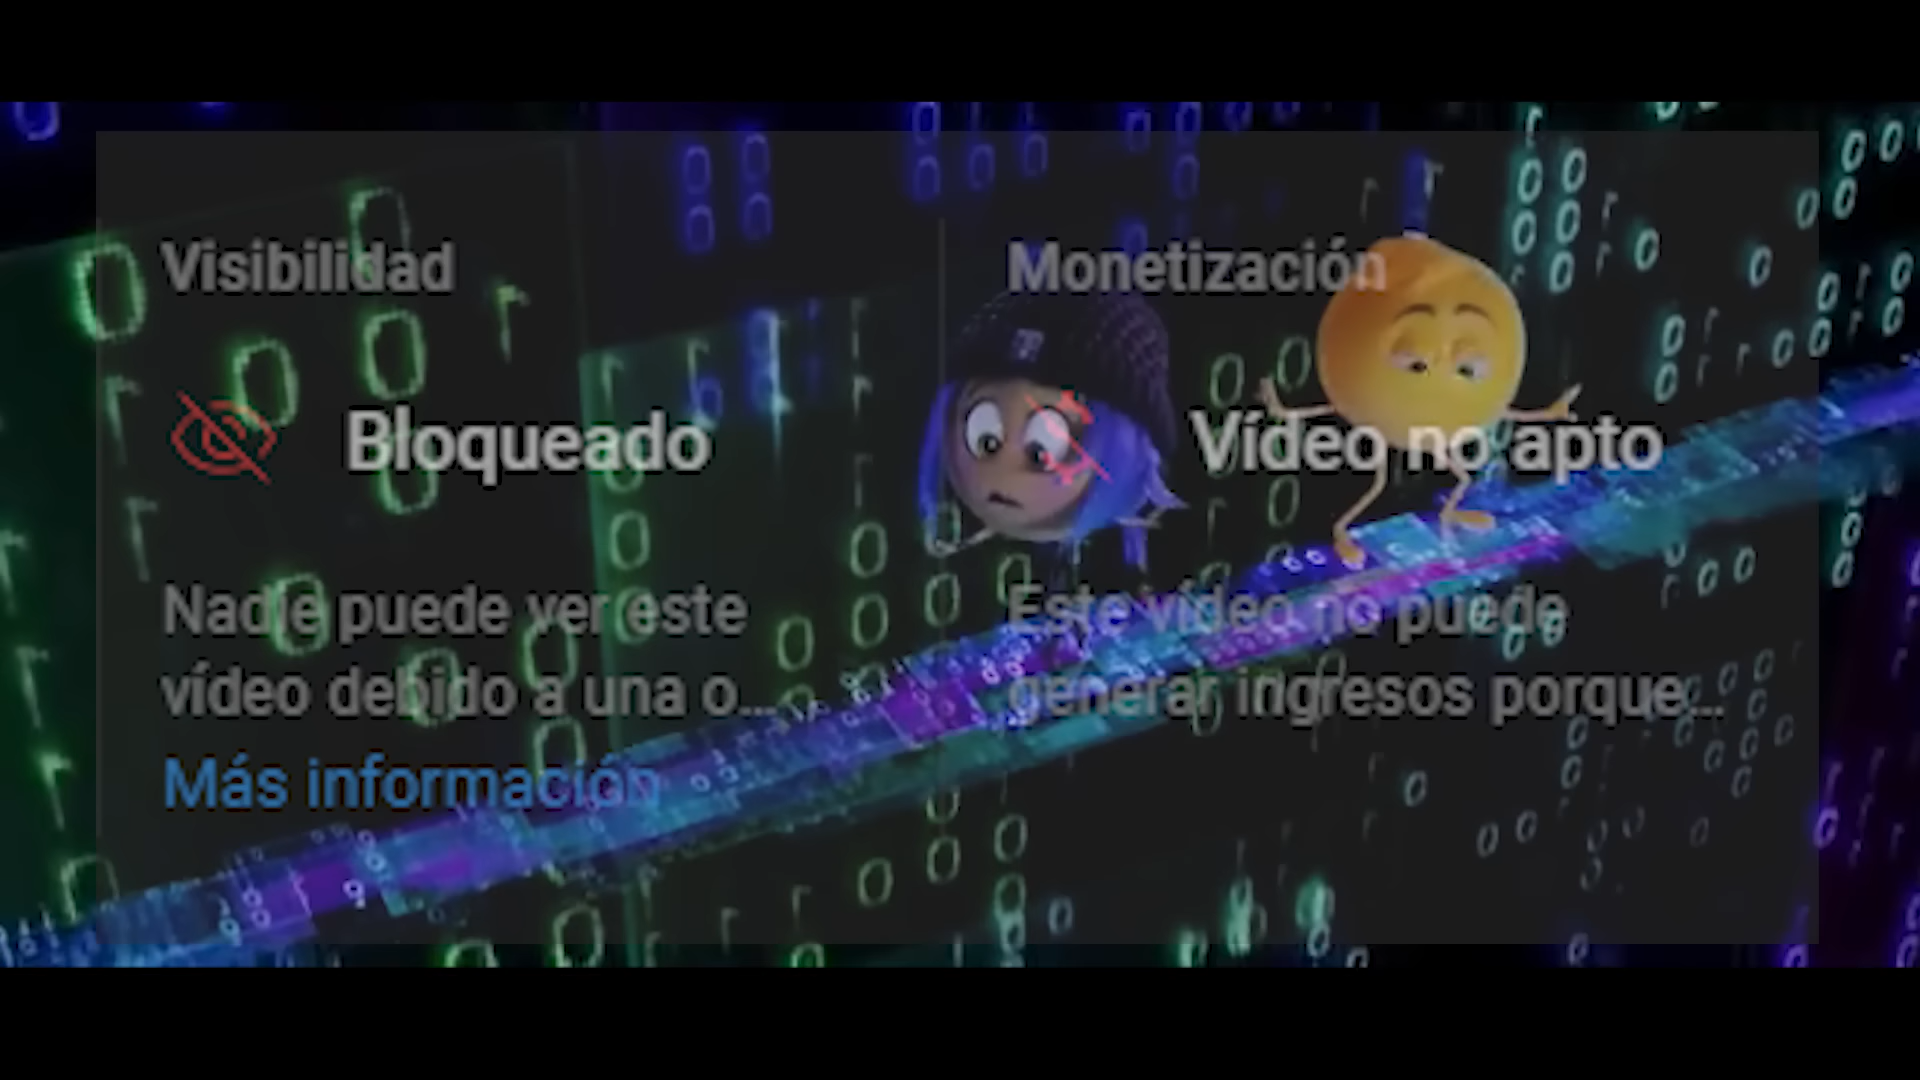 Visibilidad
Monetización
Bloqueado
Vídeo no apto
Nadie puede ver este
vídeo debido a una o...
Más información
Este vídeo no puede
generar ingresos porque...